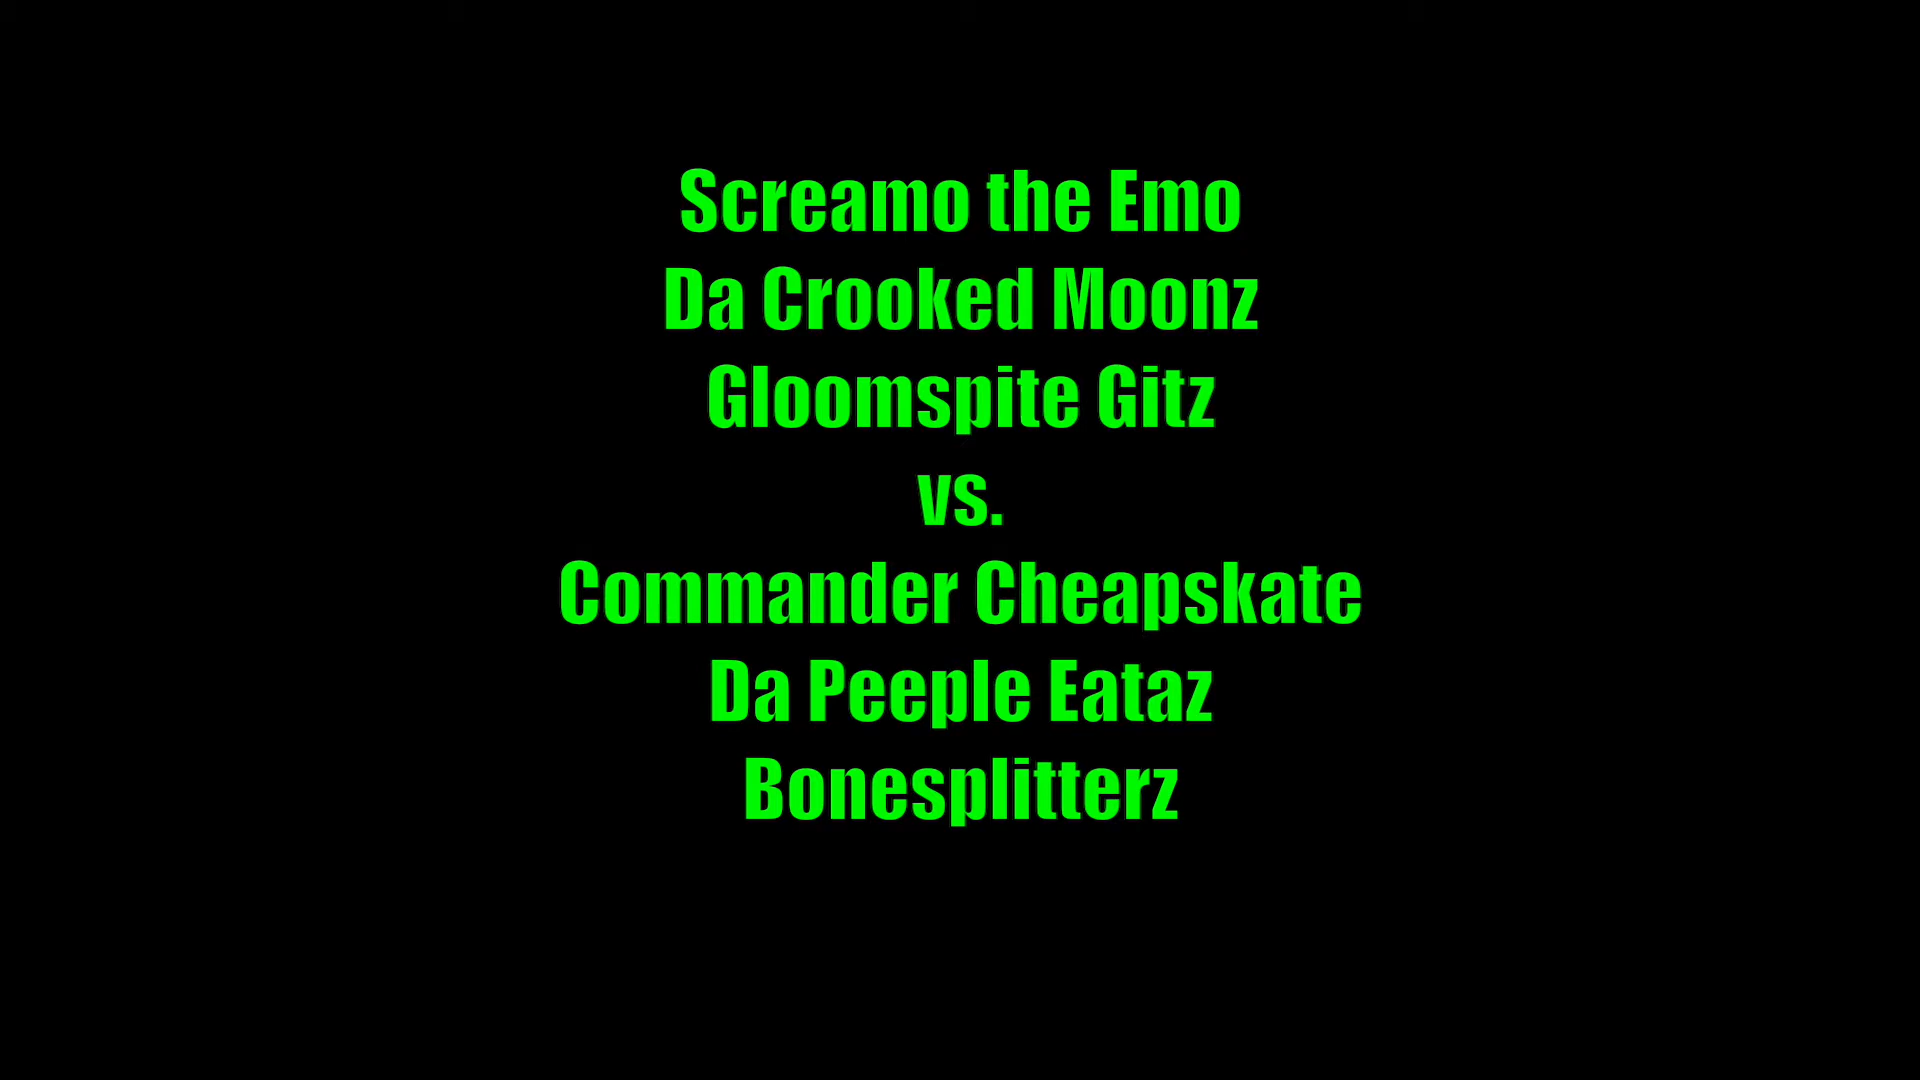 Screamo the Emo
Da Crooked Moonz
Gloomspite Gitz
vs.
Commander Cheapskate
Da Peeple Eataz
Bonesplitterz